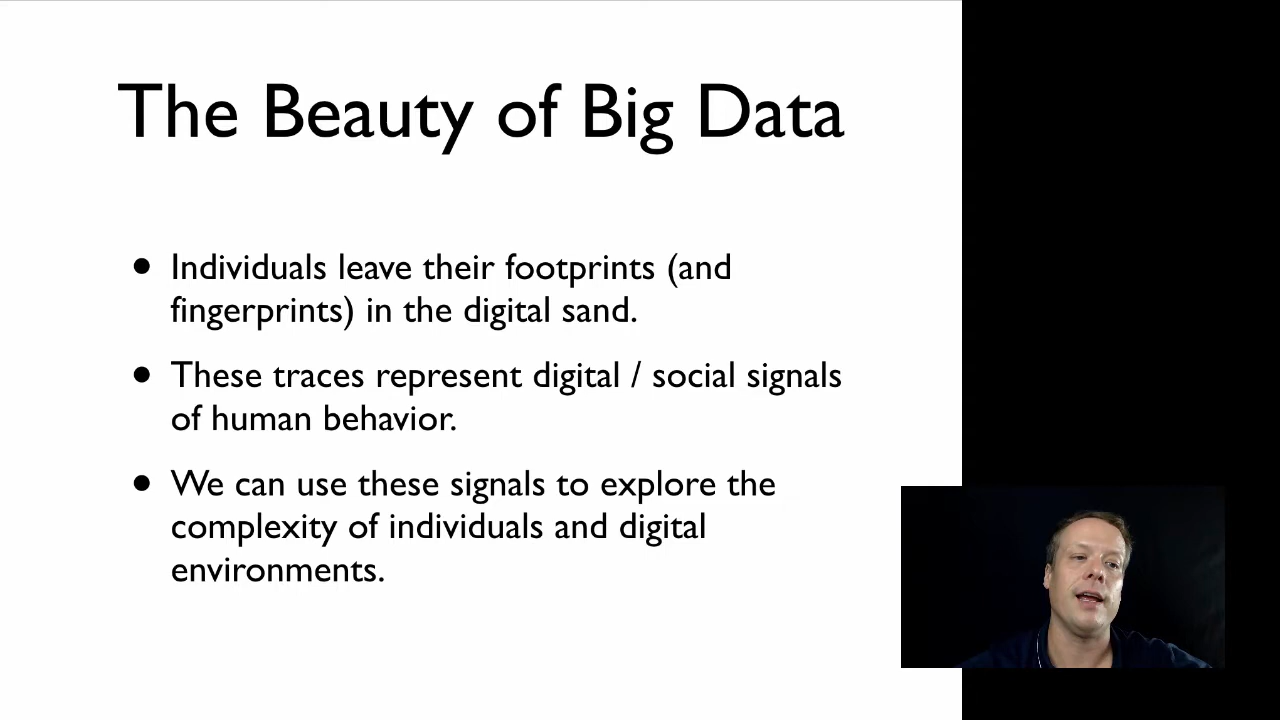 The Beauty of Big Data
• Individuals leave their footprints (and
fingerprints) in the digital sand.
• These traces represent digital / social signals
of human behavior.
• We can use these signals to explore the
complexity of individuals and digital
environments.